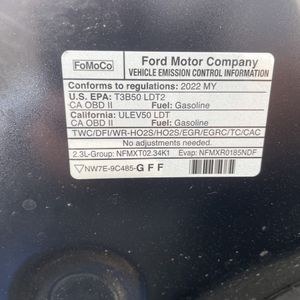 FoMoCo
Ford Motor Company
VEHICLE EMISSION CONTROL INFORMATION
Conforms to regulations: 2022 MY
U.S. EPA: T3B50 LDT2
CA OBD II Fuel: Gasoline
California: ULEV50 LDT
CA OBD II Fuel: Gasoline
TWC/DFI/WR-HO2S/HO2S/EGR/EGRC/TC/CAC
No adjustments needed.
2.3L-Group: NFMXT02.34K1 Evap: NFMXR0185NDF
NW7E-9C485-GFF